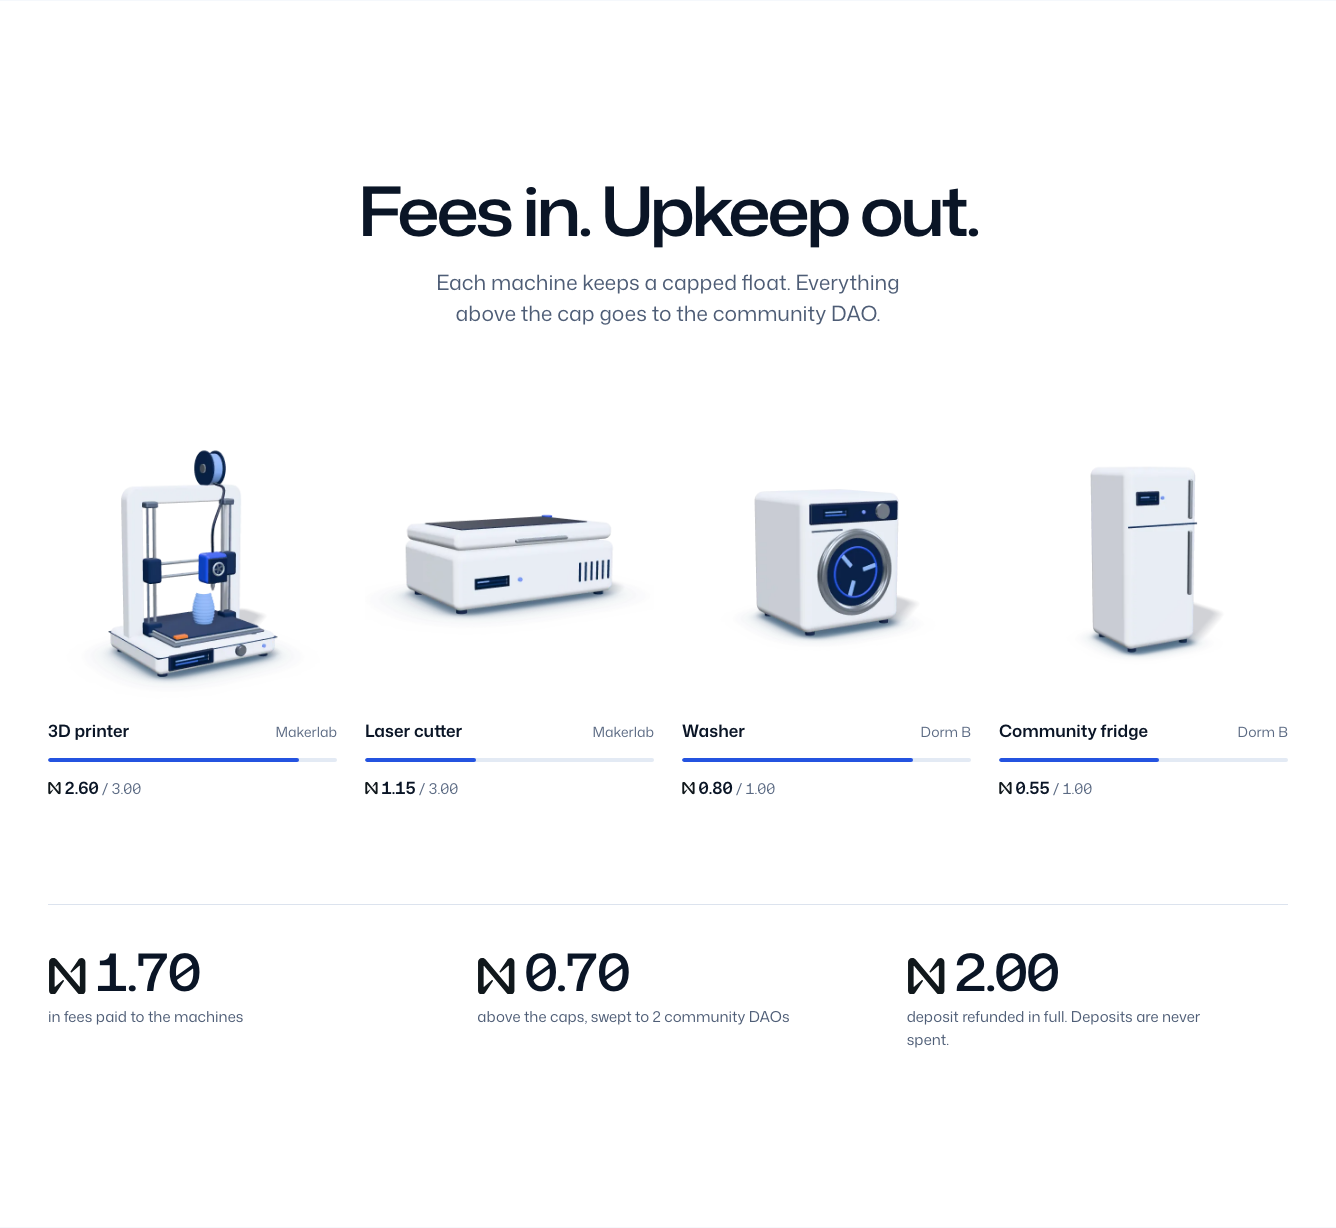 Fees in. Upkeep out.
Each machine keeps a capped float. Everything
above the cap goes to the community DAO.
3D printer Makerlab
2.60 / 3.00
Laser cutter Makerlab
1.15 / 3.00
Washer Dorm B
0.80 / 1.00
Community fridge Dorm B
0.55 / 1.00
1.70
in fees paid to the machines
0.70
above the caps, swept to 2 community DAOs
2.00
deposit refunded in full. Deposits are never
spent.